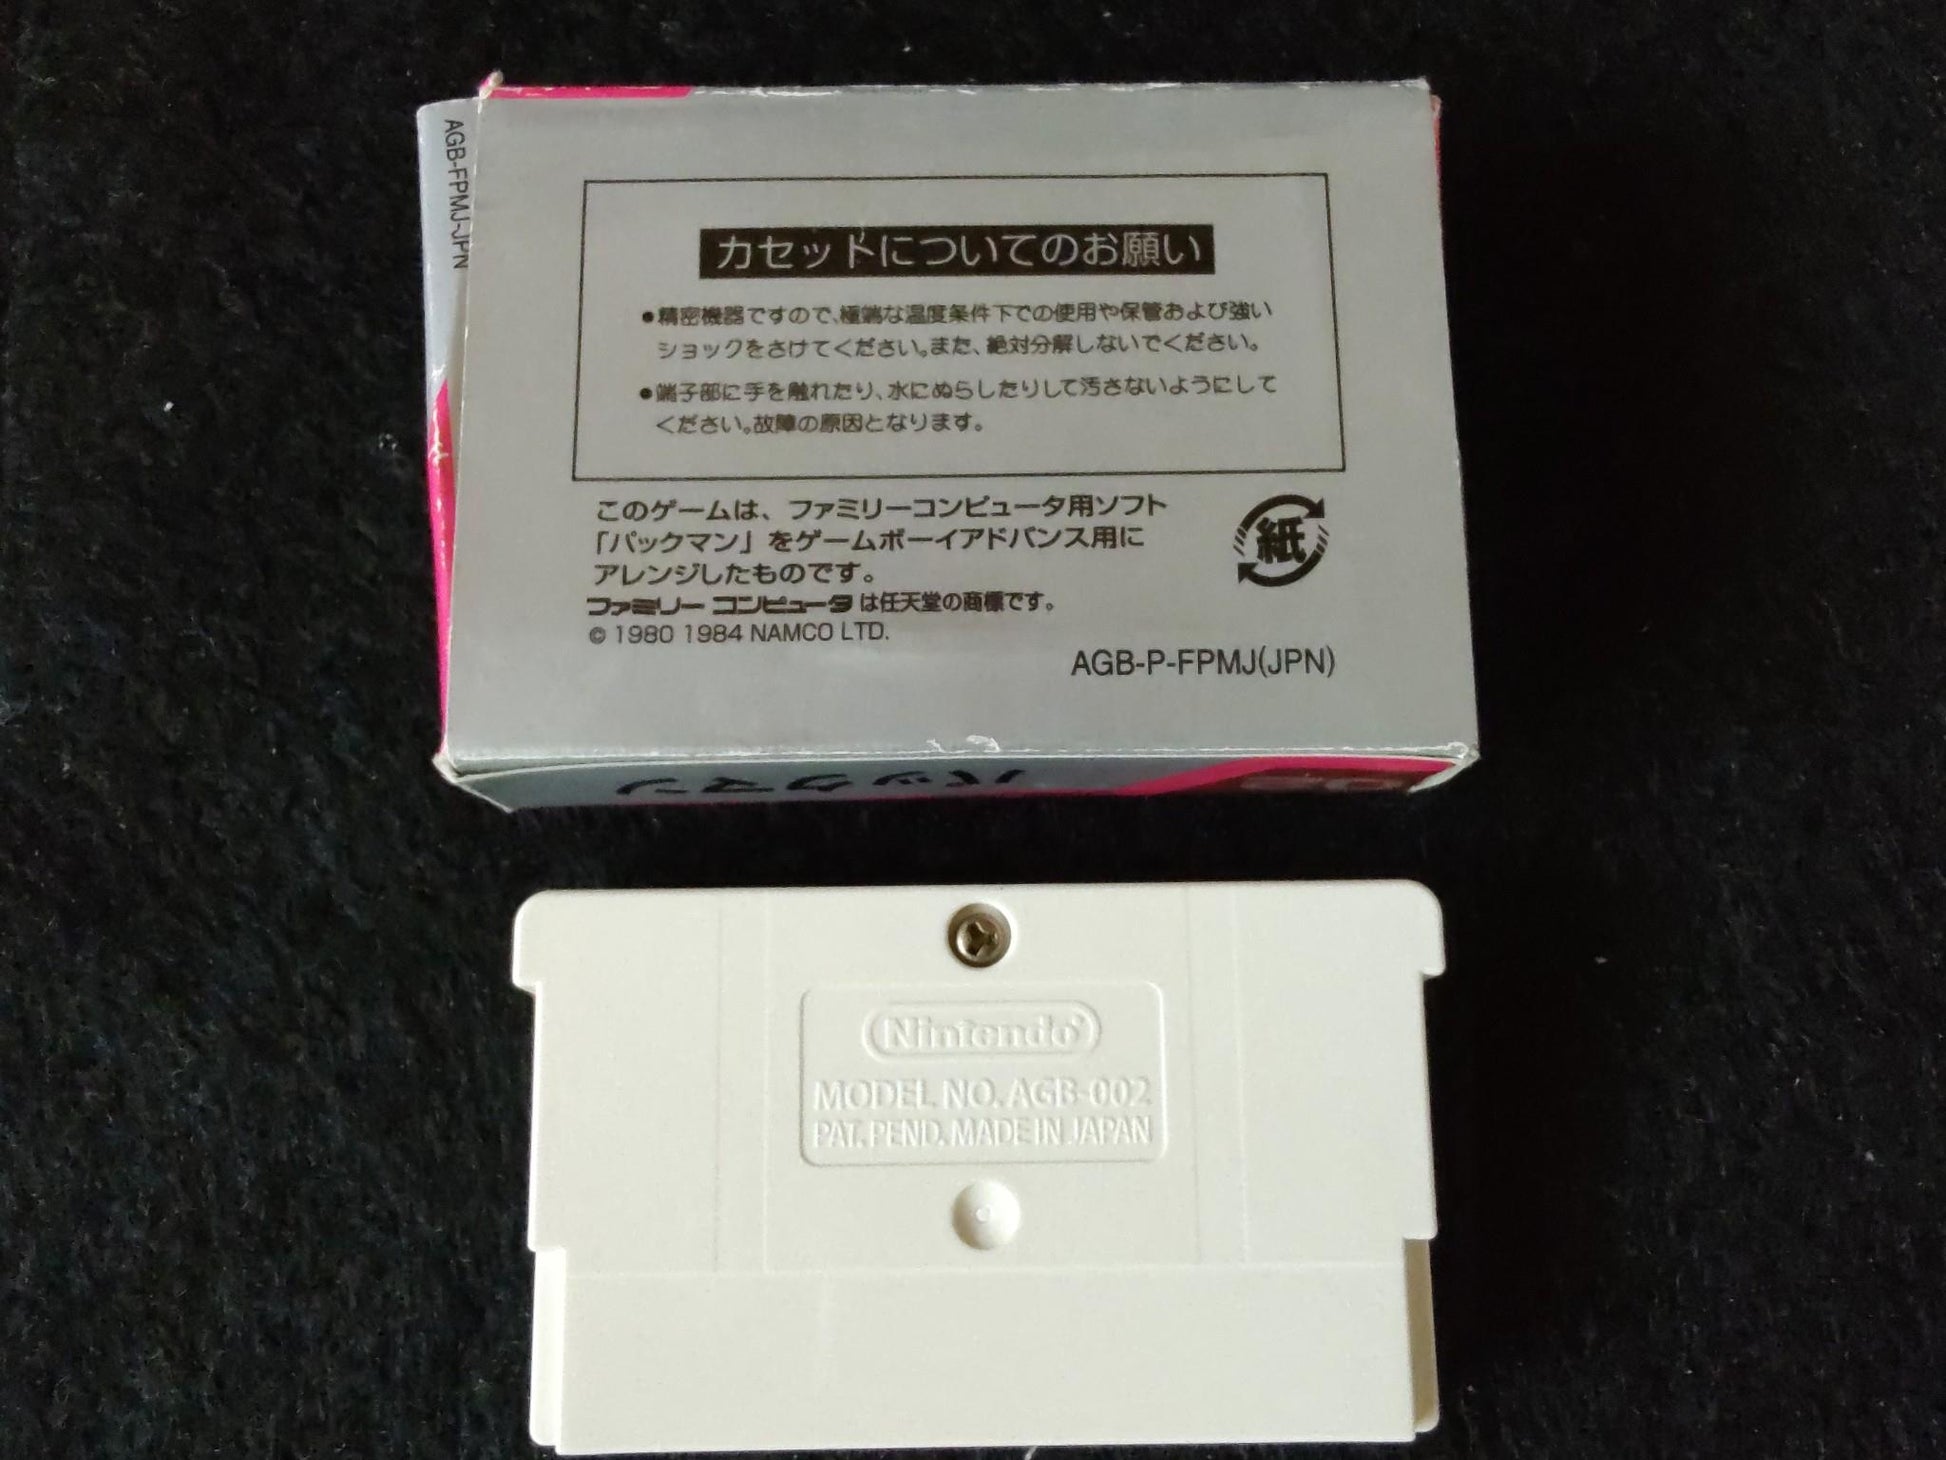 AGB-FPMJ-JPN
カセットについてのお願い
●精密機器ですので、極端な温度条件下での使用や保管および強い
ショックをさけてください。また、絶対分解しないでください。
●端子部に手を触れたり、水にぬらしたりして汚さないようにして
ください。故障の原因となります。
このゲームは、ファミリーコンピュータ用ソフト
「パックマン」をゲームボーイアドバンス用に
アレンジしたものです。
ファミリーコンピュータは任天堂の商標です。
© 1980 1984 NAMCO LTD.
紙
AGB-P-FPMJ(JPN)
パックマン
Nintendo
MODEL NO. AGB-002
PAT. PEND. MADE IN JAPAN